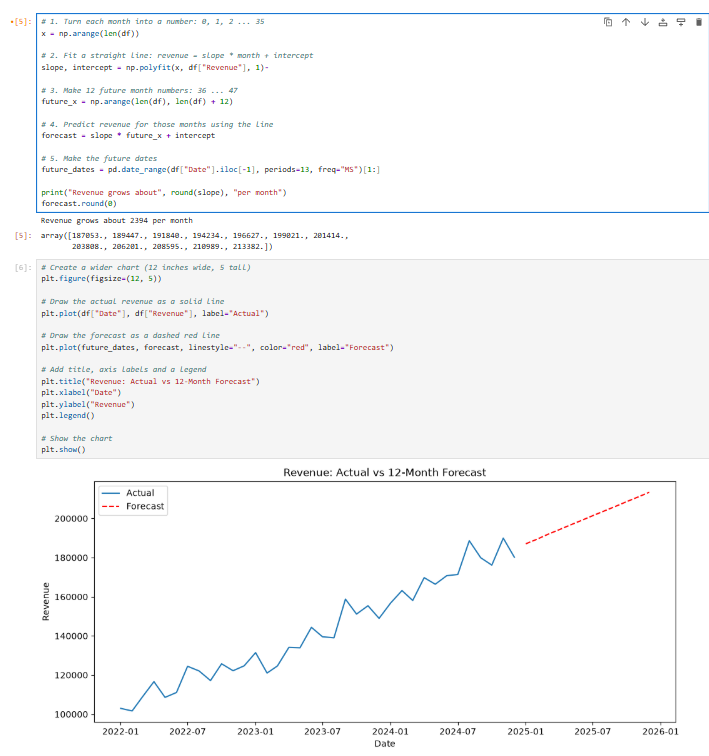 •[5]:
# 1. Turn each month into a number: 0, 1, 2 ... 35
x = np.arange(len(df))
# 2. Fit a straight line: revenue = slope * month + intercept
slope, intercept = np.polyfit(x, df["Revenue"], 1)-
# 3. Make 12 future month numbers: 36 ... 47
future_x = np.arange(len(df), len(df) + 12)
# 4. Predict revenue for those months using the line
forecast = slope * future_x + intercept
# 5. Make the future dates
future_dates = pd.date_range(df["Date"].iloc[-1], periods=13, freq="MS")[1:]
print("Revenue grows about", round(slope), "per month")
forecast.round(0)
Revenue grows about 2394 per month
[5]:
array([187053., 189447., 191840., 194234., 196627., 199021., 201414.,
203808., 206201., 208595., 210989., 213382.])
[6]:
# Create a wider chart (12 inches wide, 5 tall)
plt.figure(figsize=(12, 5))
# Draw the actual revenue as a solid line
plt.plot(df["Date"], df["Revenue"], label="Actual")
# Draw the forecast as a dashed red line
plt.plot(future_dates, forecast, linestyle="--", color="red", label="Forecast")
# Add title, axis labels and a legend
plt.title("Revenue: Actual vs 12-Month Forecast")
plt.xlabel("Date")
plt.ylabel("Revenue")
plt.legend()
# Show the chart
plt.show()
Revenue: Actual vs 12-Month Forecast
Actual
Forecast
200000
180000
160000
140000
120000
100000
Revenue
2022-01 2022-07 2023-01 2023-07 2024-01 2024-07 2025-01 2025-07 2026-01
Date